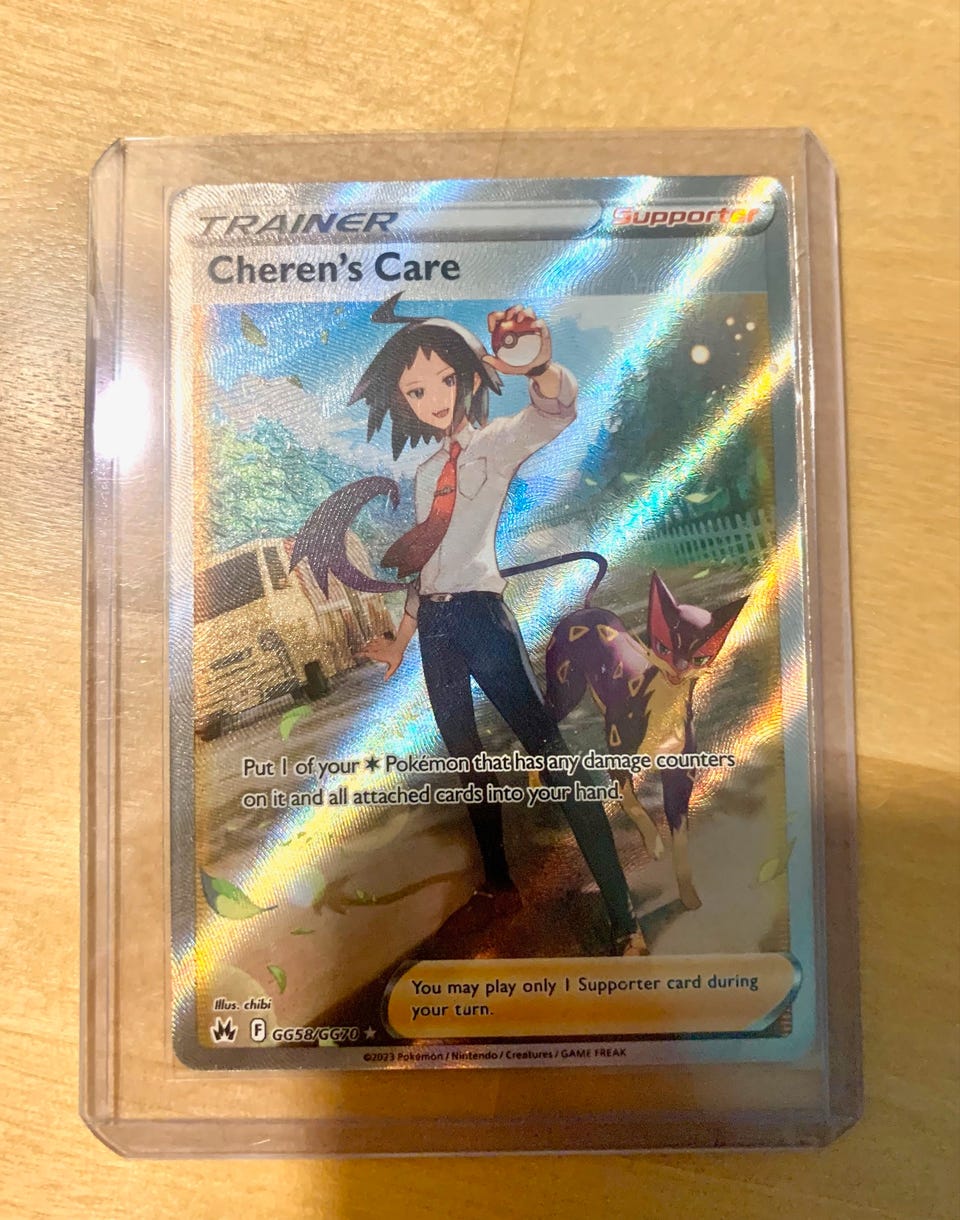 TRAINER Supporter
Cheren's Care
Put 1 of your Pokémon that has any damage counters
on it and all attached cards into your hand.
You may play only 1 Supporter card during
your turn.
Illus. chibi
F GG58/GG70
©2023 Pokémon / Nintendo / Creatures / GAME FREAK